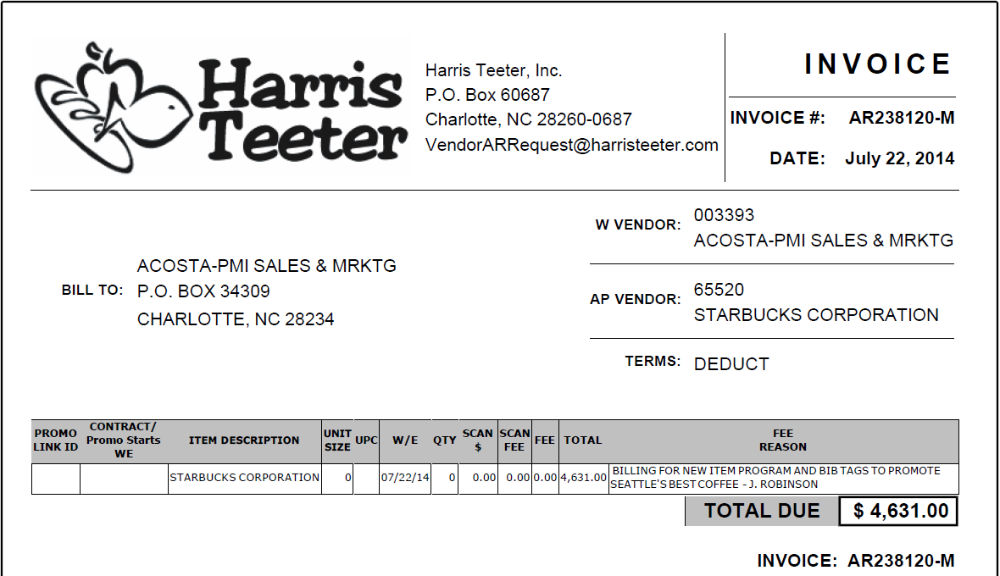 Harris
Teeter
Harris Teeter, Inc.
P.O. Box 60687
Charlotte, NC 28260-0687
VendorARRequest@harristeeter.com
INVOICE
INVOICE #: AR238120-M
DATE: July 22, 2014
W VENDOR: 003393
ACOSTA-PMI SALES & MRKTG
BILL TO: ACOSTA-PMI SALES & MRKTG
P.O. BOX 34309
CHARLOTTE, NC 28234
AP VENDOR: 65520
STARBUCKS CORPORATION
TERMS: DEDUCT
PROMO LINK ID CONTRACT/ Promo Starts WE ITEM DESCRIPTION UNIT SIZE UPC W/E QTY SCAN $ SCAN FEE FEE TOTAL FEE REASON
STARBUCKS CORPORATION 0 07/22/14 0 0.00 0.00 0.00 4,631.00 BILLING FOR NEW ITEM PROGRAM AND BIB TAGS TO PROMOTE
SEATTLE'S BEST COFFEE - J. ROBINSON
TOTAL DUE $ 4,631.00
INVOICE: AR238120-M